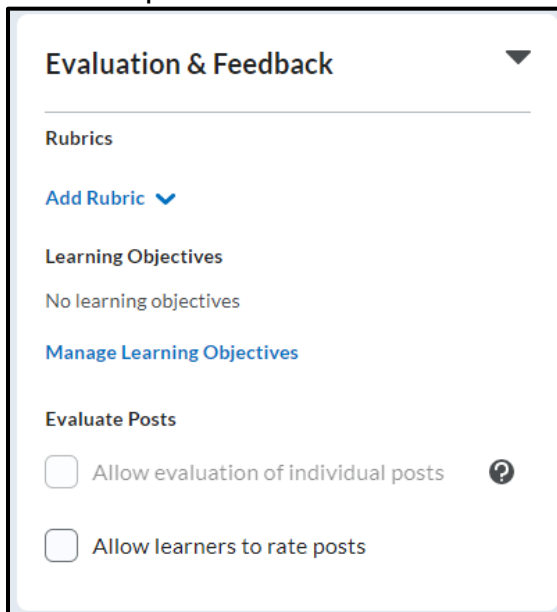 Evaluation & Feedback
Rubrics
Add Rubric
Learning Objectives
No learning objectives
Manage Learning Objectives
Evaluate Posts
Allow evaluation of individual posts ?
Allow learners to rate posts